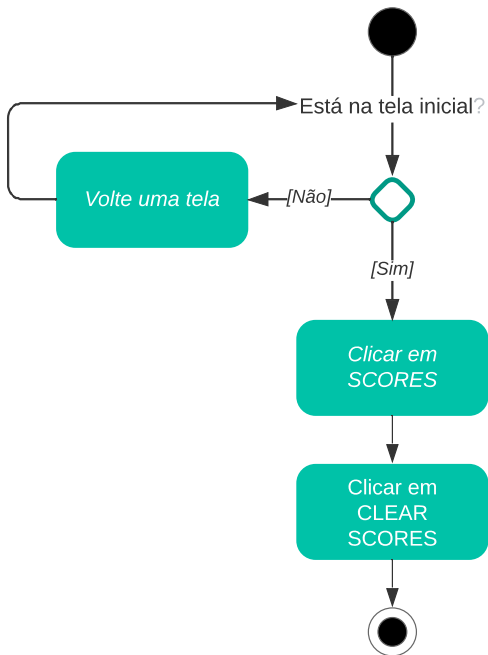 Está na tela inicial?
Volte uma tela
[Não]
[Sim]
Clicar em
SCORES
Clicar em
CLEAR
SCORES